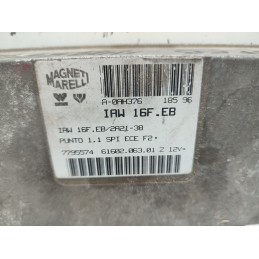 MAGNETI
MARELLI
A-0AH376 185 96
IAW 16F.EB
IAW 16F.EB/2A21-38
PUNTO 1.1 SPI ECE F2•
7795574 61602.063.01 Z 12V=